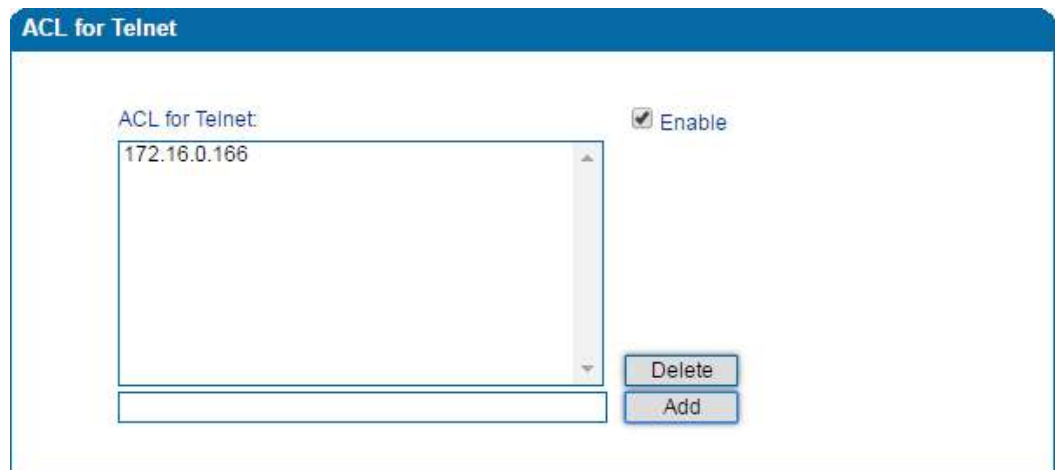 ACL for Telnet
ACL for Telnet:
Enable
172.16.0.166
Delete
Add